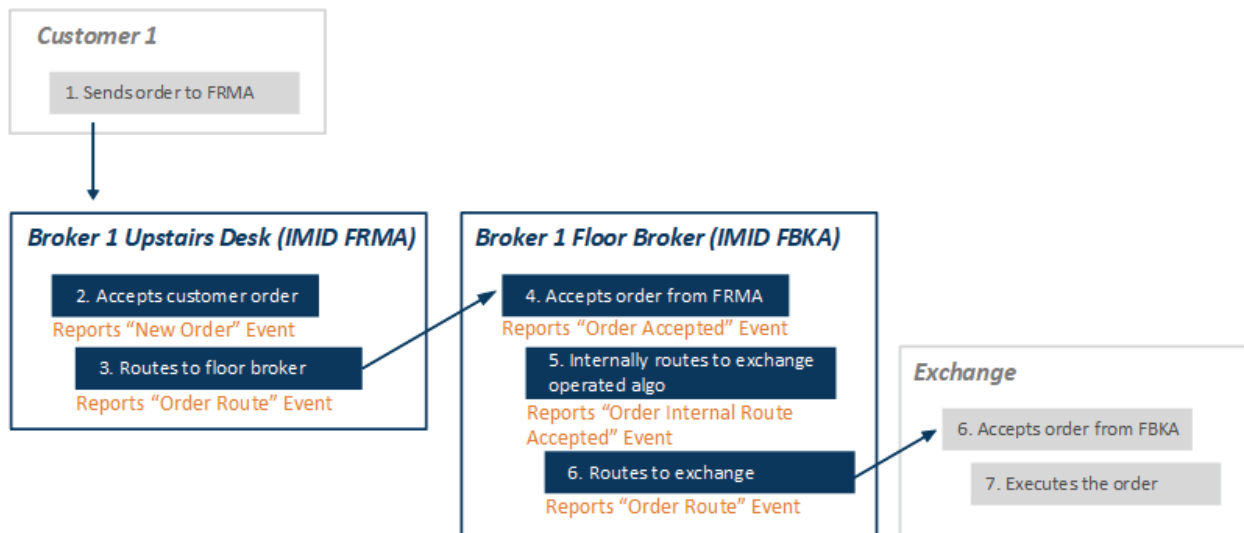 Customer 1
1. Sends order to FRMA
Broker 1 Upstairs Desk (IMID FRMA)
2. Accepts customer order
Reports “New Order” Event
3. Routes to floor broker
Reports “Order Route” Event
Broker 1 Floor Broker (IMID FBKA)
4. Accepts order from FRMA
Reports “Order Accepted” Event
5. Internally routes to exchange
operated algo
Reports “Order Internal Route
Accepted” Event
6. Routes to exchange
Reports “Order Route” Event
Exchange
6. Accepts order from FBKA
7. Executes the order